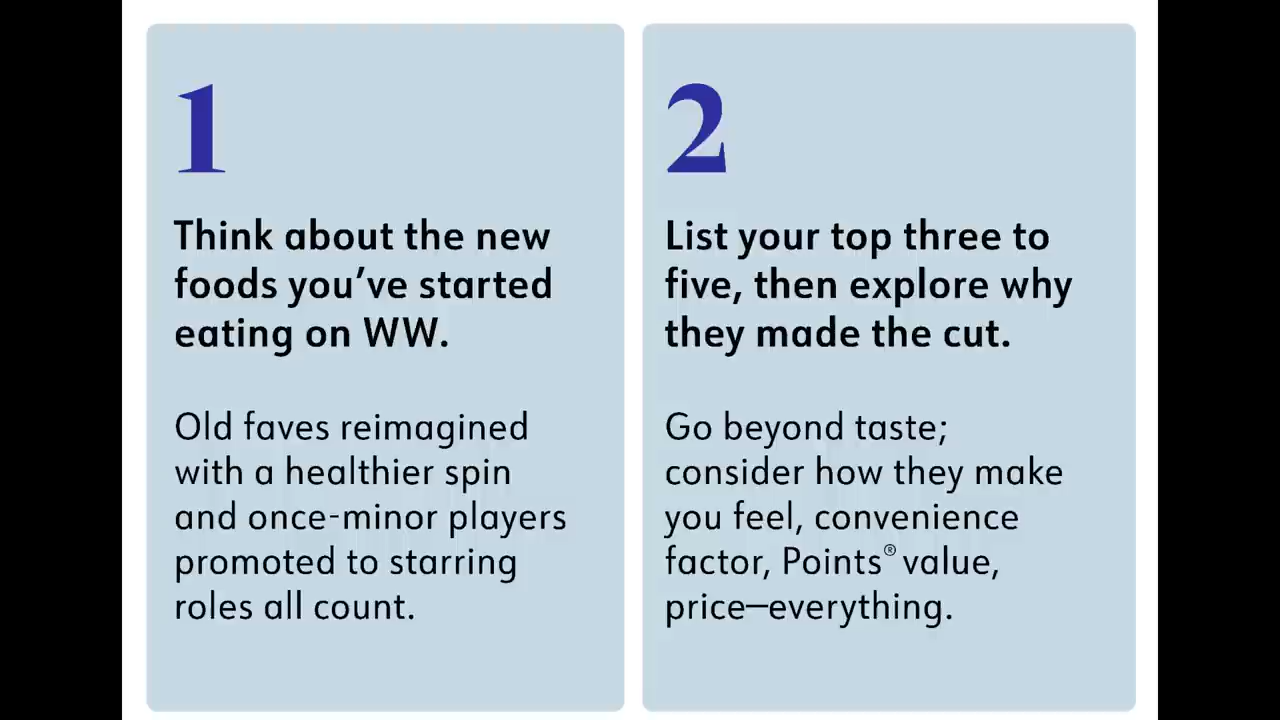 1
Think about the new
foods you’ve started
eating on WW.
Old faves reimagined
with a healthier spin
and once-minor players
promoted to starring
roles all count.
2
List your top three to
five, then explore why
they made the cut.
Go beyond taste;
consider how they make
you feel, convenience
factor, Points® value,
price—everything.